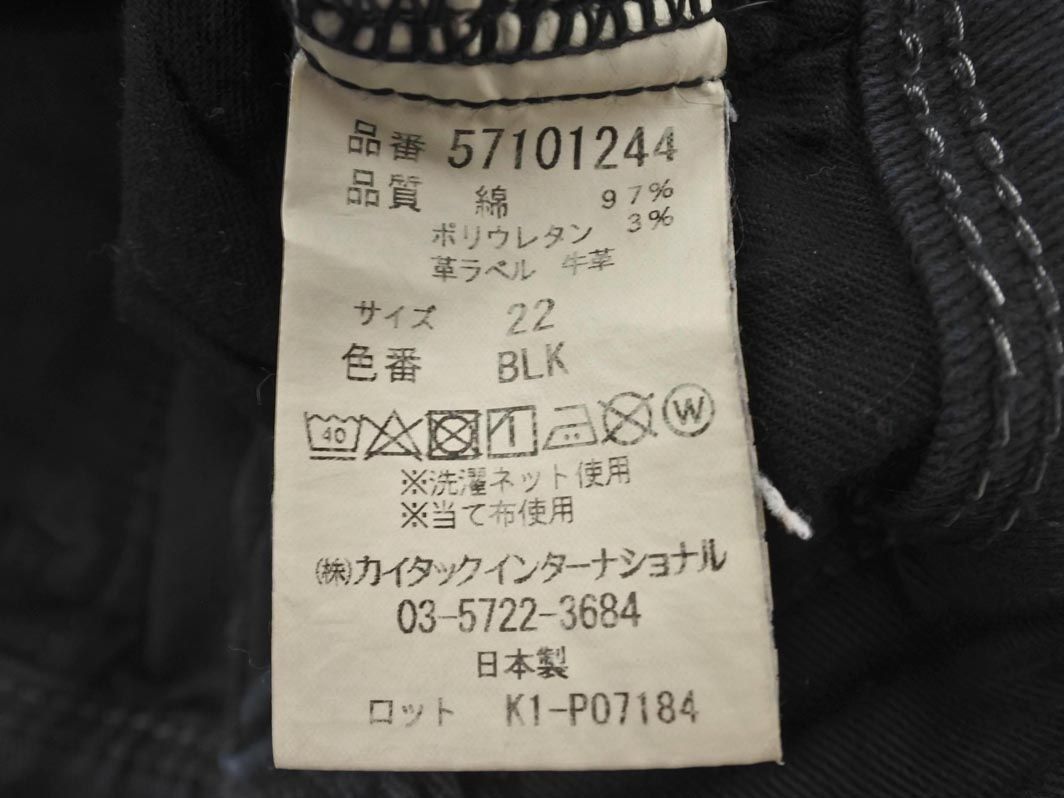 品番 57101244
品質 綿 97%
ポリウレタン 3%
革ラベル 牛革
サイズ 22
色番 BLK
40 W
※洗濯ネット使用
※当て布使用
㈱カイタックインターナショナル
03-5722-3684
日本製
ロット K1-P07184